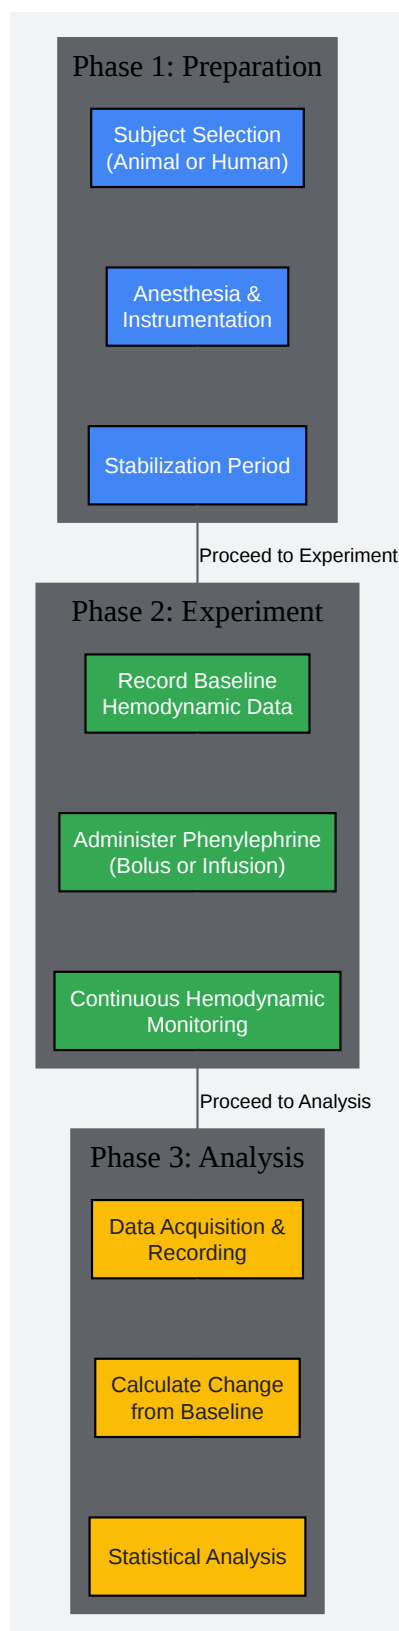 Phase 1: Preparation
Subject Selection
(Animal or Human)
Anesthesia &
Instrumentation
Stabilization Period
Proceed to Experiment
Phase 2: Experiment
Record Baseline
Hemodynamic Data
Administer Phenylephrine
(Bolus or Infusion)
Continuous Hemodynamic
Monitoring
Proceed to Analysis
Phase 3: Analysis
Data Acquisition &
Recording
Calculate Change
from Baseline
Statistical Analysis